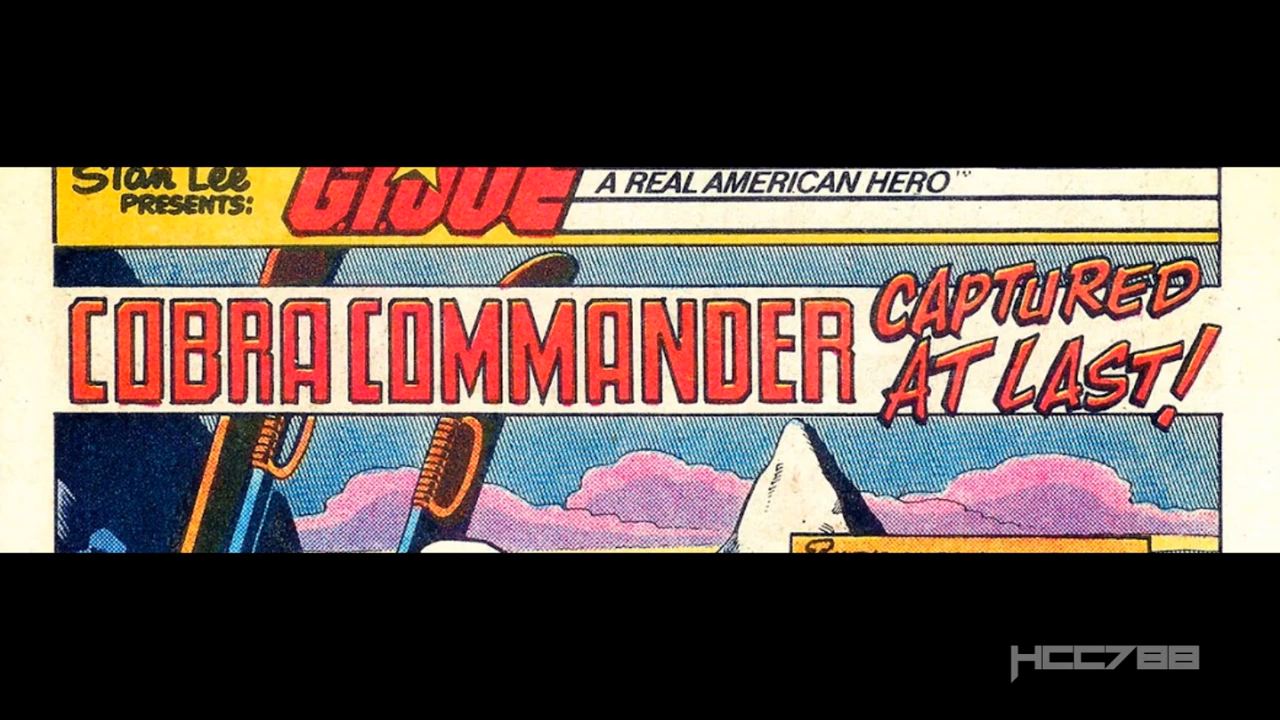 Stan Lee
PRESENTS:
G.I. JOE
A REAL AMERICAN HERO™
COBRA COMMANDER
CAPTURED
AT LAST!
HCC788